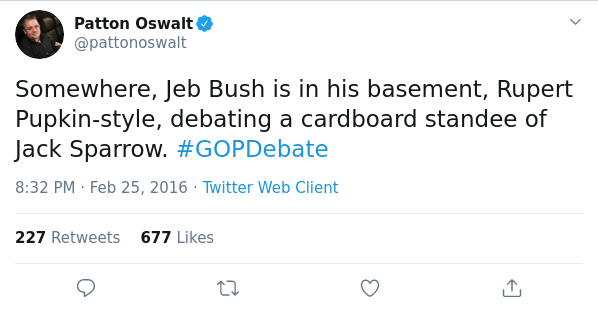 Patton Oswalt
@pattonoswalt
Somewhere, Jeb Bush is in his basement, Rupert
Pupkin-style, debating a cardboard standee of
Jack Sparrow. #GOPDebate
8:32 PM · Feb 25, 2016 · Twitter Web Client
227 Retweets 677 Likes